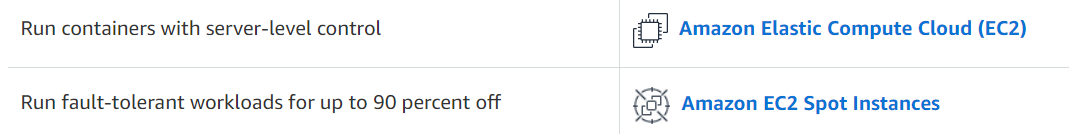 Run containers with server-level control
Amazon Elastic Compute Cloud (EC2)
Run fault-tolerant workloads for up to 90 percent off
Amazon EC2 Spot Instances